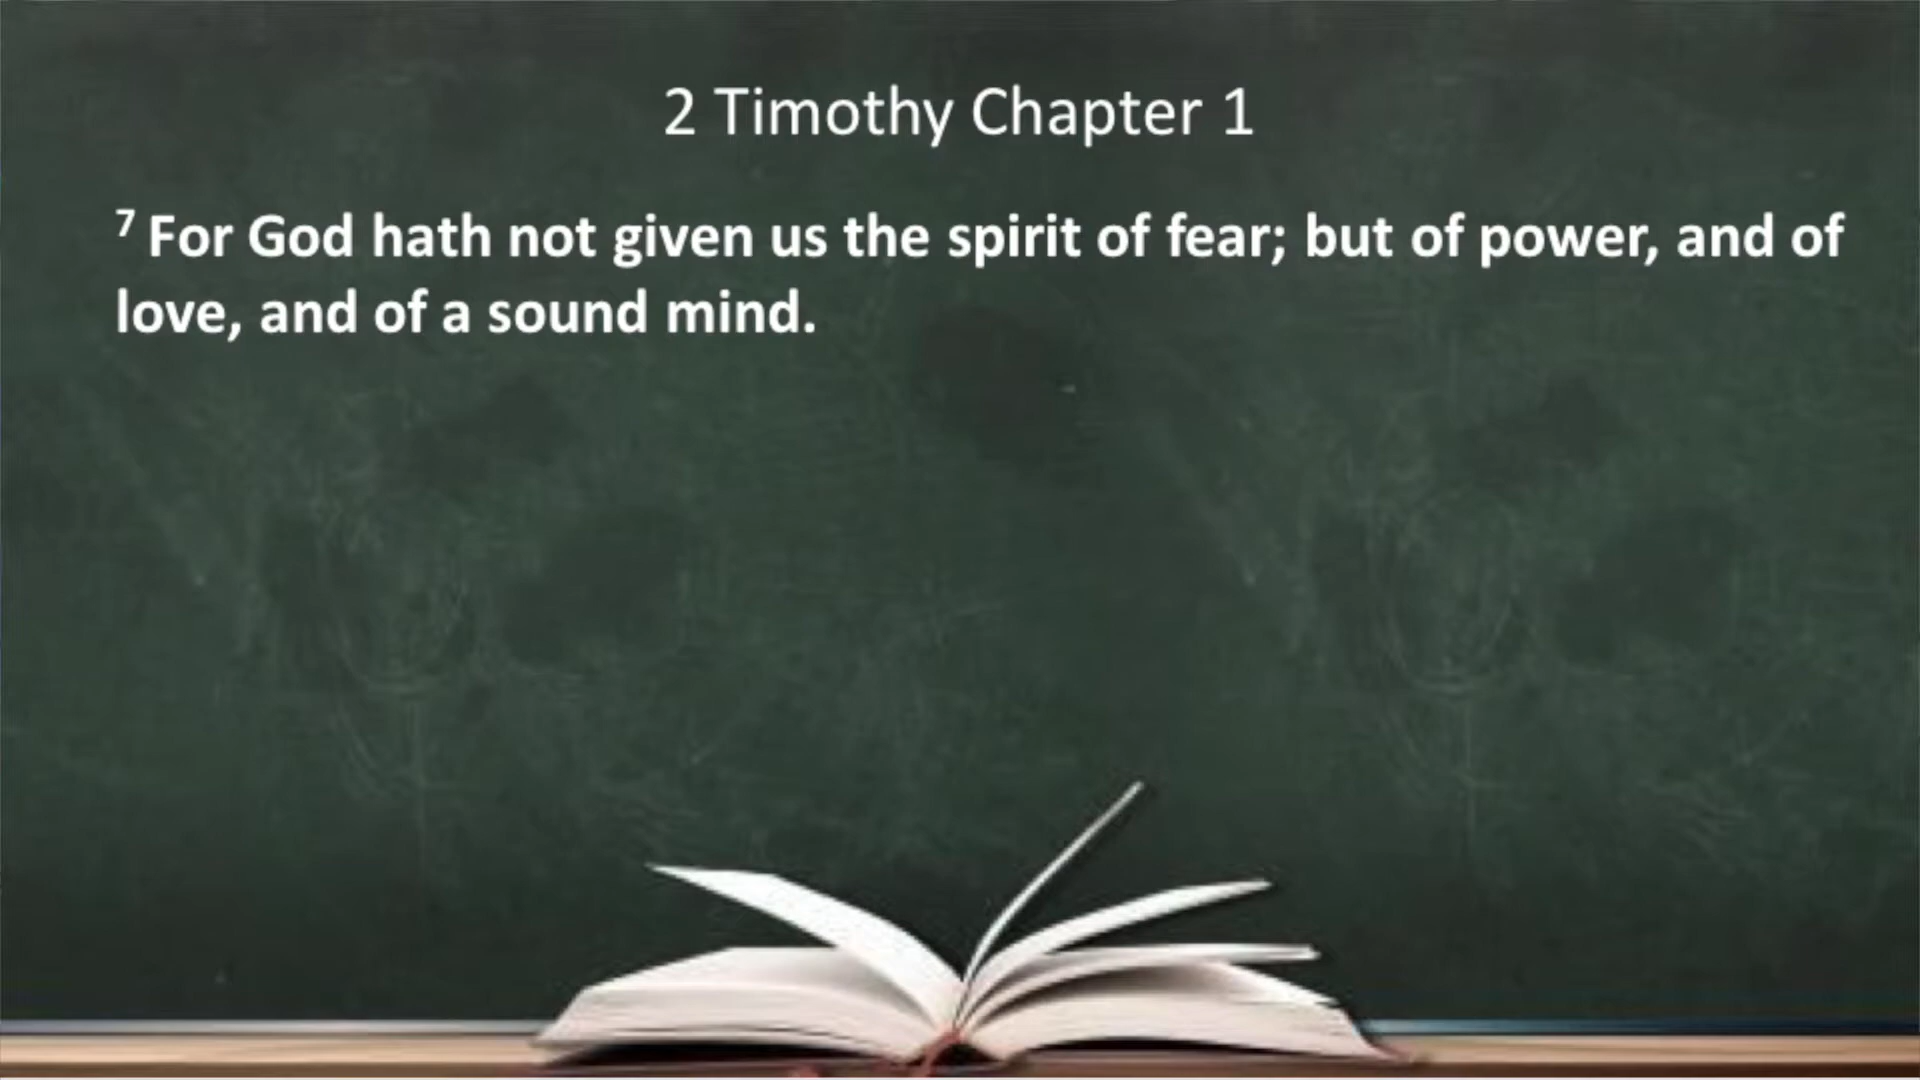 2 Timothy Chapter 1
7 For God hath not given us the spirit of fear; but of power, and of
love, and of a sound mind.